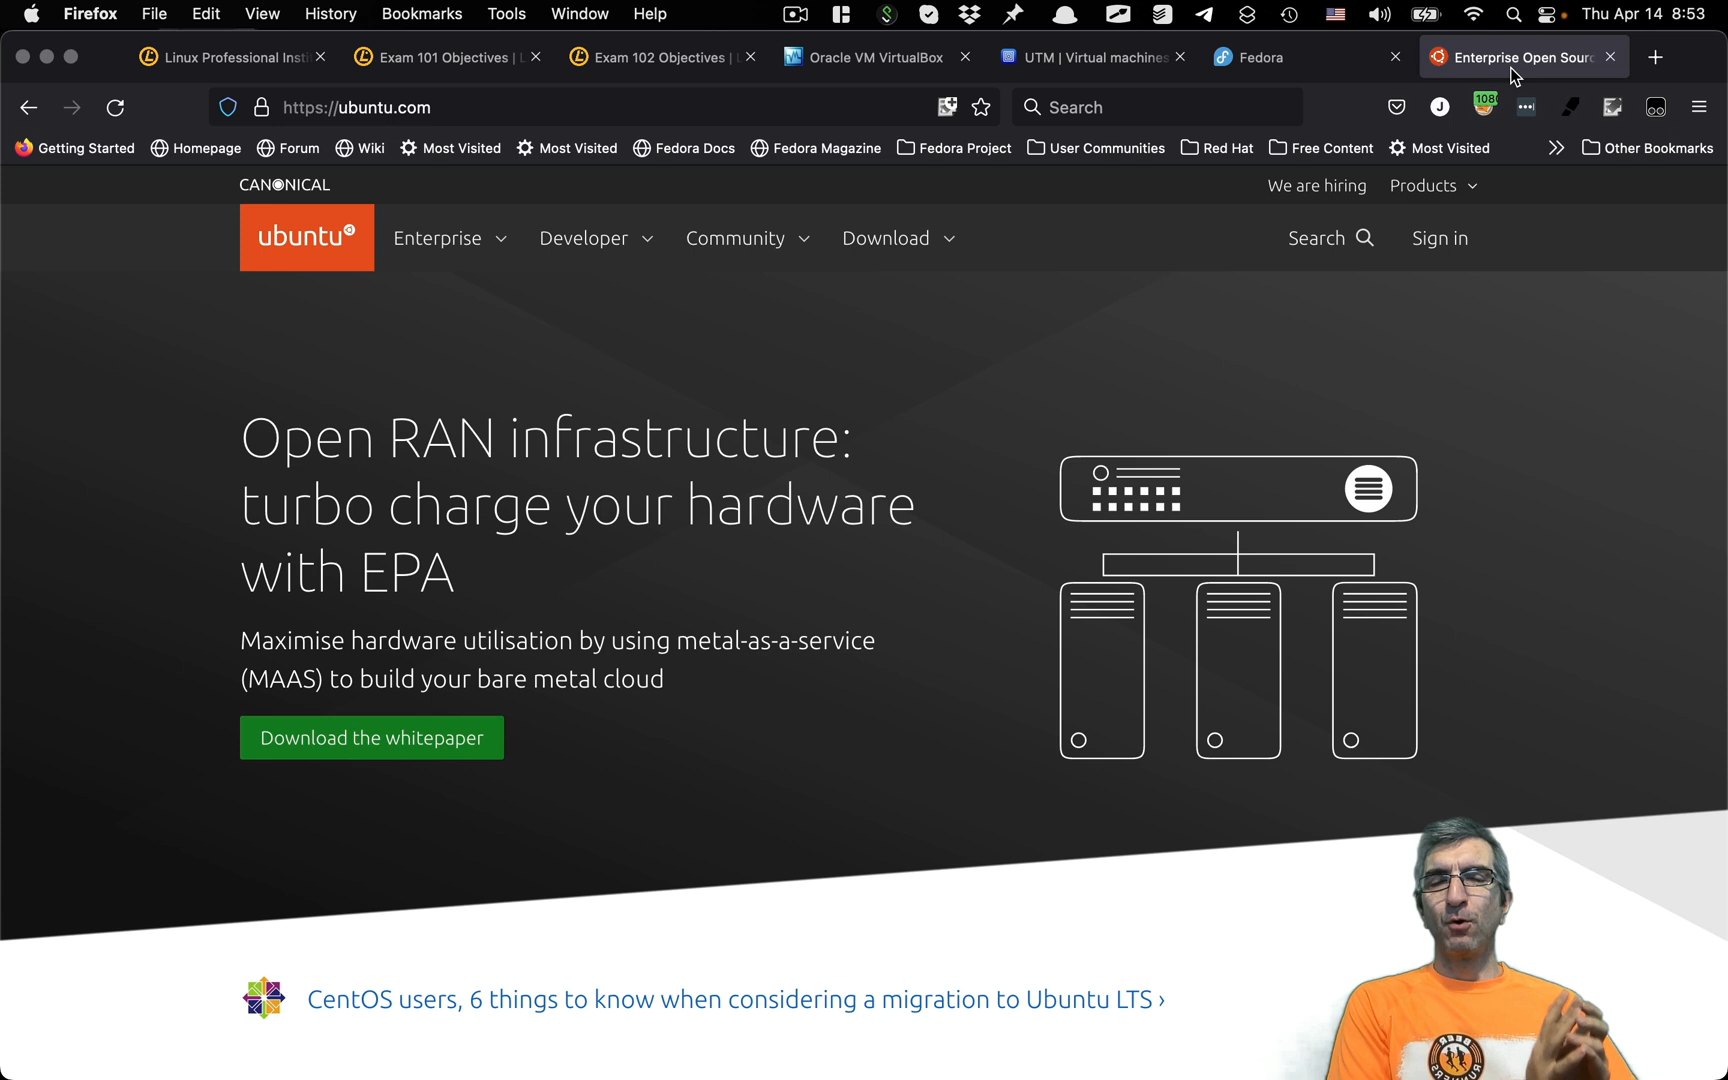 Firefox File Edit View History Bookmarks Tools Window Help Thu Apr 14 8:53
Linux Professional Insti Exam 101 Objectives | L Exam 102 Objectives | L Oracle VM VirtualBox UTM | Virtual machines Fedora Enterprise Open Sourc
https://ubuntu.com Search J 108
Getting Started Homepage Forum Wiki Most Visited Most Visited Fedora Docs Fedora Magazine Fedora Project User Communities Red Hat Free Content Most Visited Other Bookmarks
CANONICAL We are hiring Products
ubuntu Enterprise Developer Community Download Search Sign in
Open RAN infrastructure:
turbo charge your hardware
with EPA
Maximise hardware utilisation by using metal-as-a-service
(MAAS) to build your bare metal cloud
Download the whitepaper
CentOS users, 6 things to know when considering a migration to Ubuntu LTS ›
BEER
RUNNERS